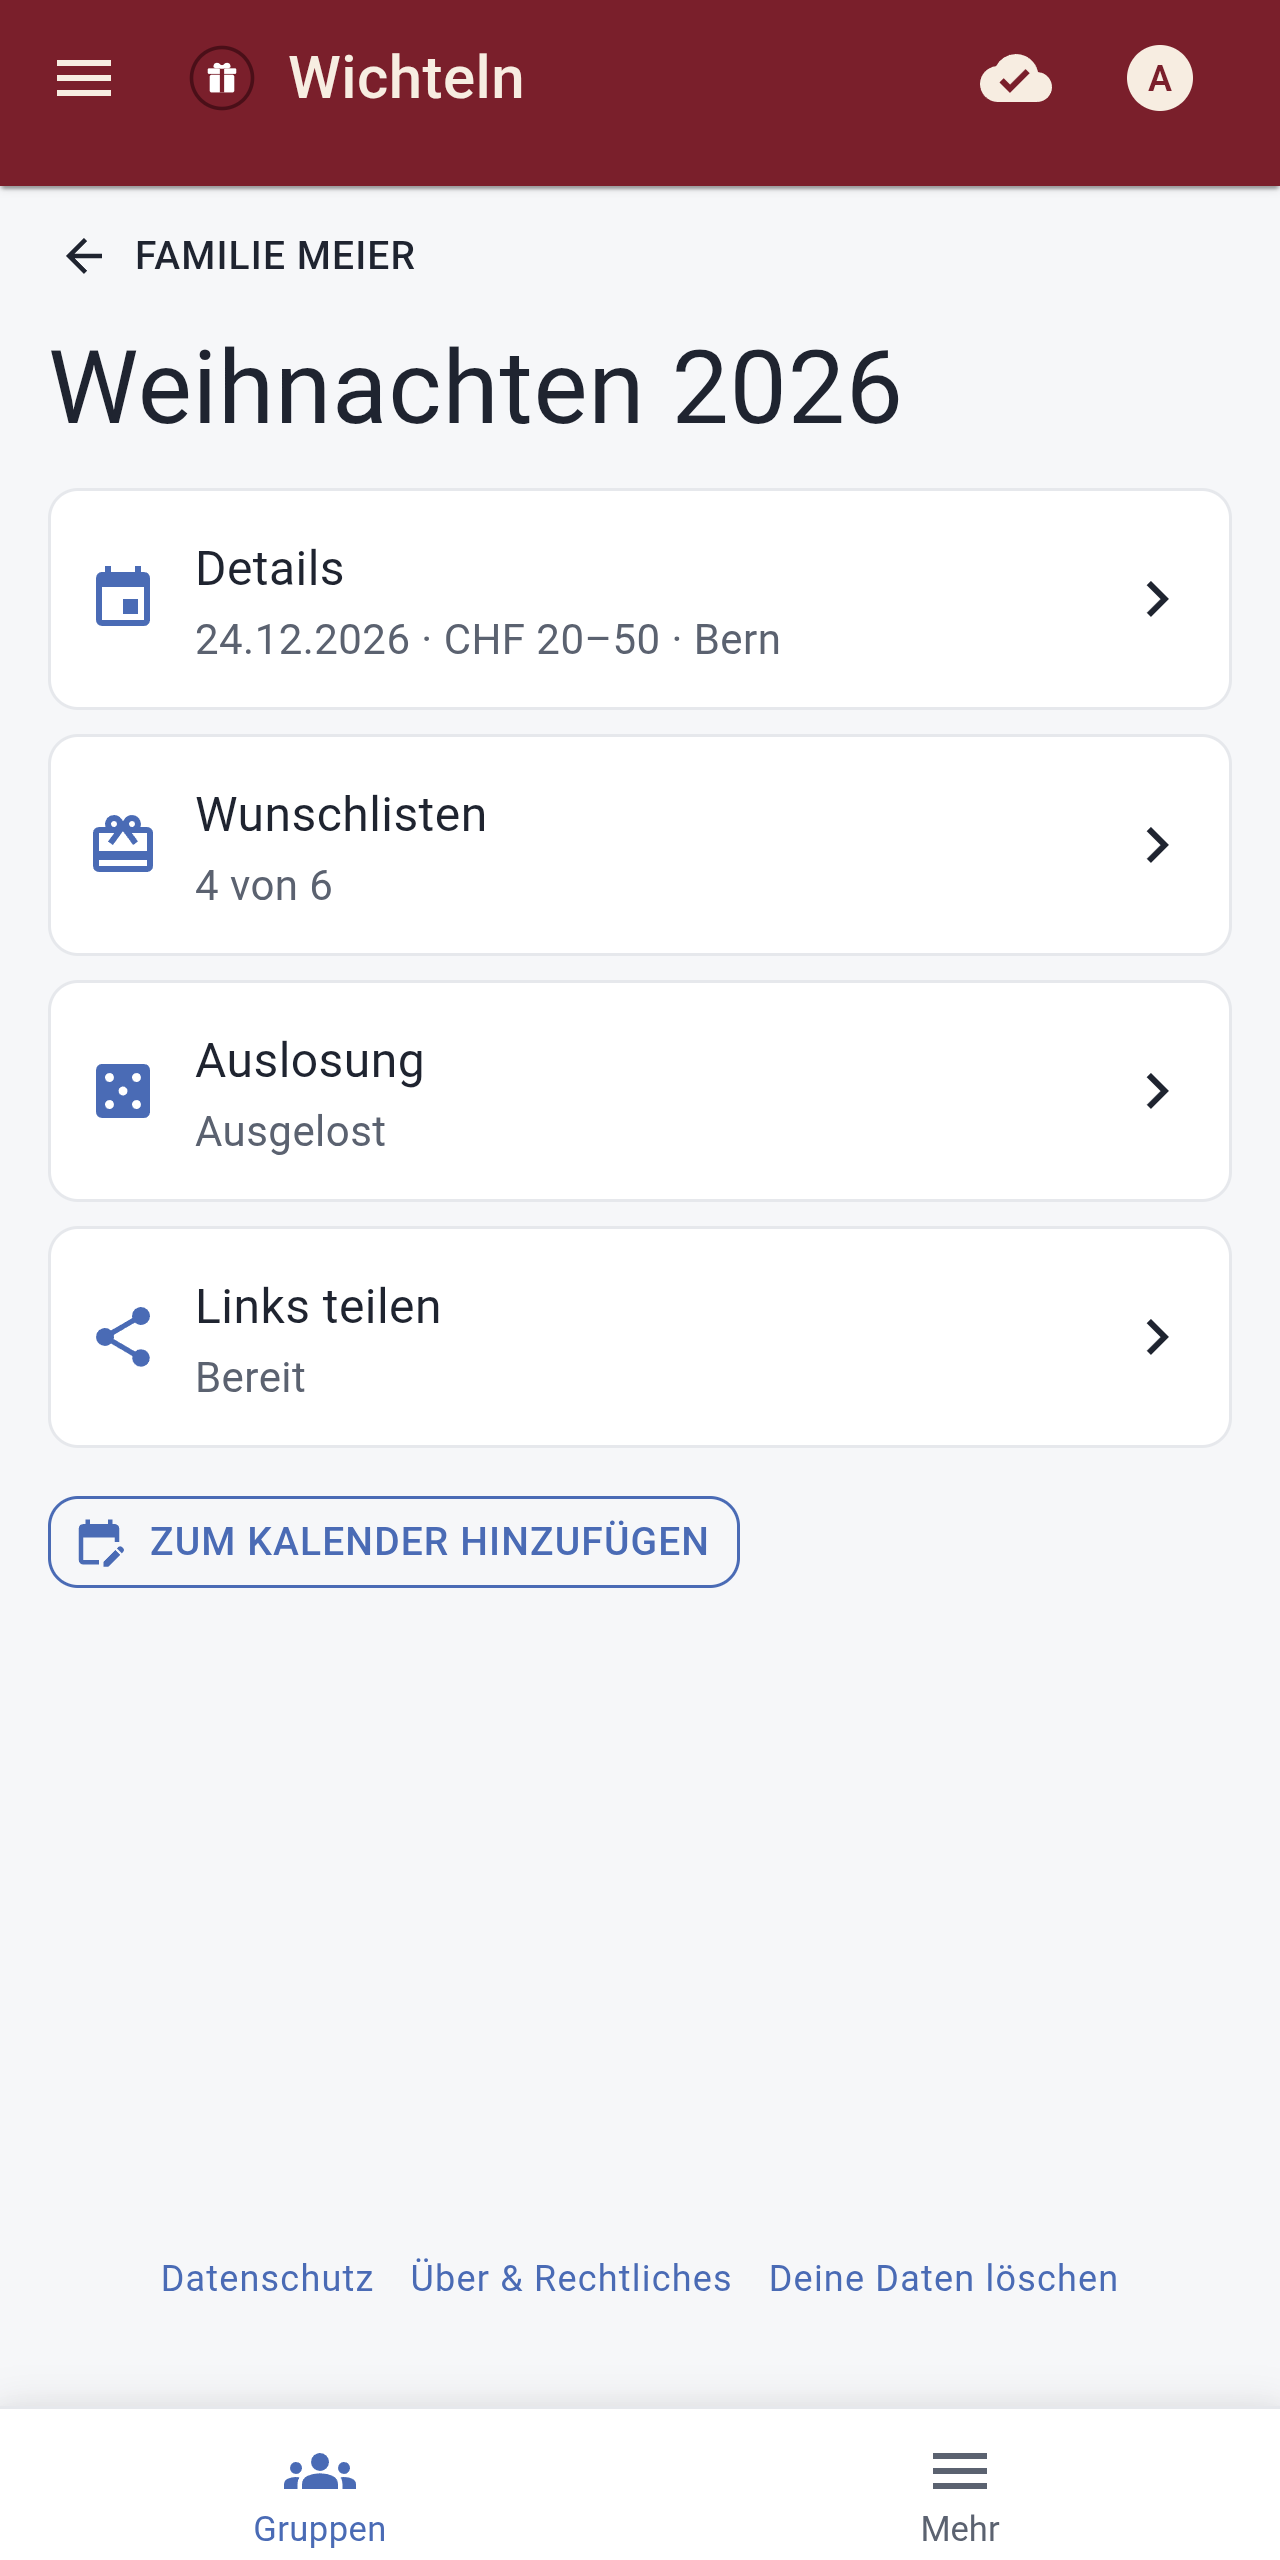 Wichteln
A
FAMILIE MEIER
Weihnachten 2026
Details
24.12.2026 · CHF 20–50 · Bern
Wunschlisten
4 von 6
Auslosung
Ausgelost
Links teilen
Bereit
ZUM KALENDER HINZUFÜGEN
Datenschutz Über & Rechtliches Deine Daten löschen
Gruppen Mehr